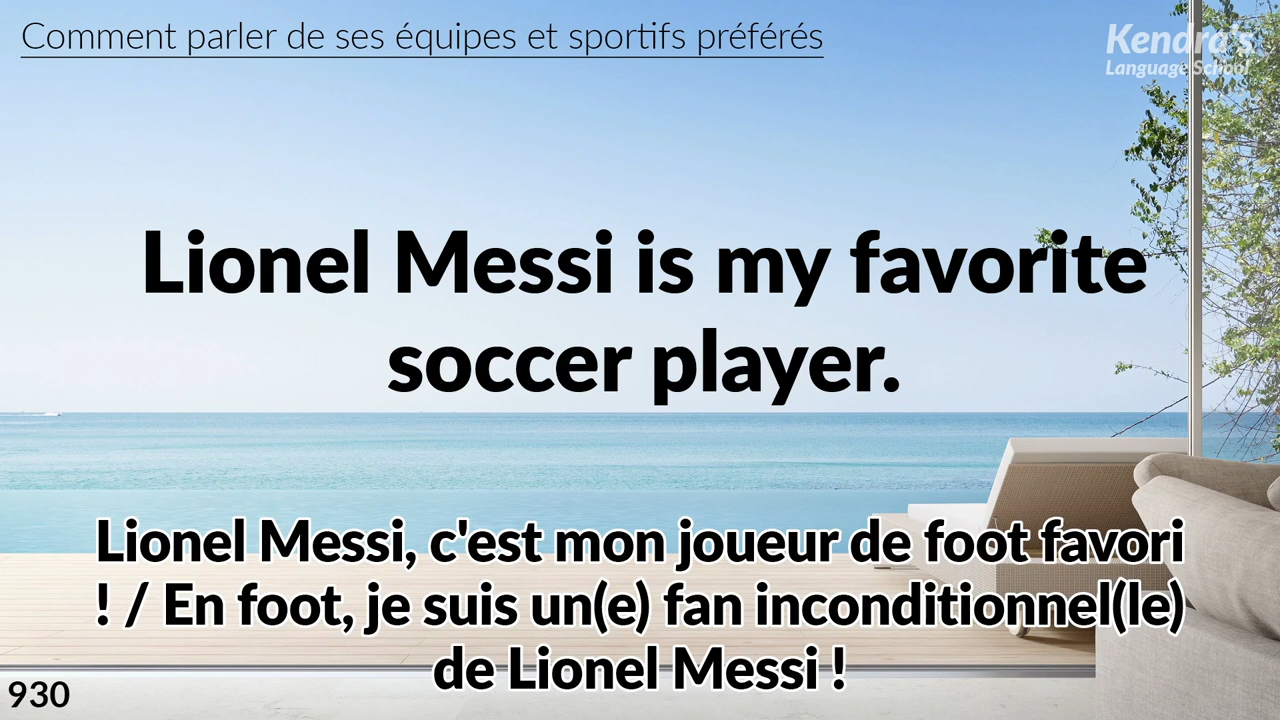 Comment parler de ses équipes et sportifs préférés
Kendra's
Language School
Lionel Messi is my favorite
soccer player.
Lionel Messi, c'est mon joueur de foot favori
! / En foot, je suis un(e) fan inconditionnel(le)
de Lionel Messi !
930